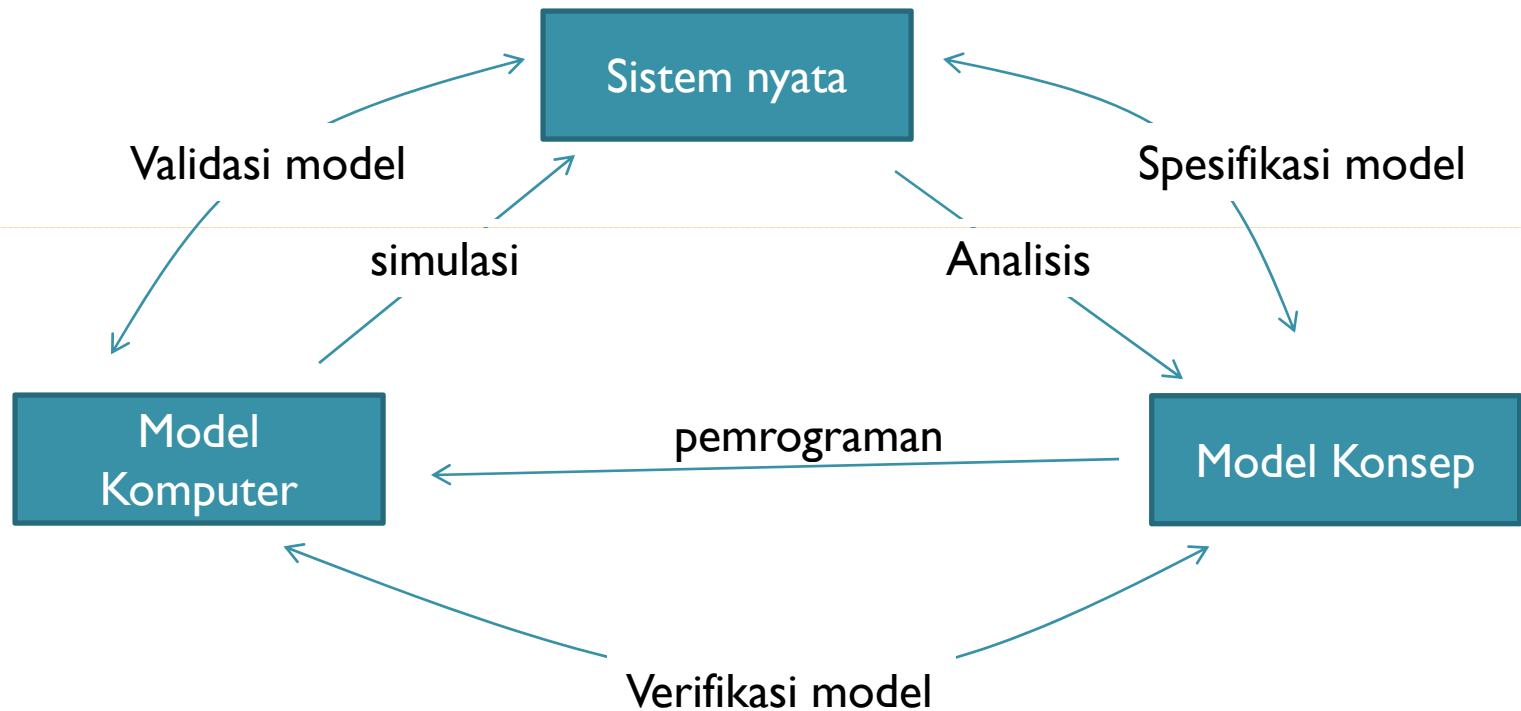 Sistem nyata
Validasi model
Spesifikasi model
simulasi
Analisis
Model
Komputer
pemrograman
Model Konsep
Verifikasi model